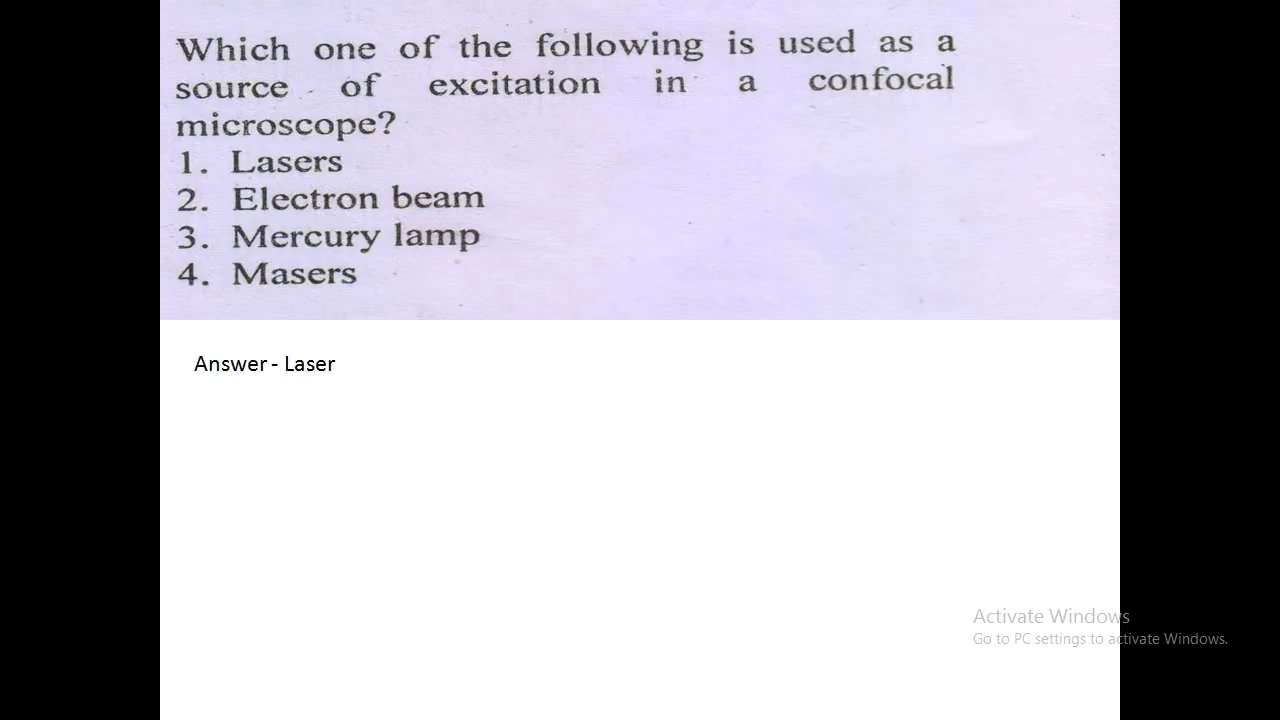 Which one of the following is used as a
source of excitation in a confocal
microscope?
1. Lasers
2. Electron beam
3. Mercury lamp
4. Masers
Answer - Laser
Activate Windows
Go to PC settings to activate Windows.